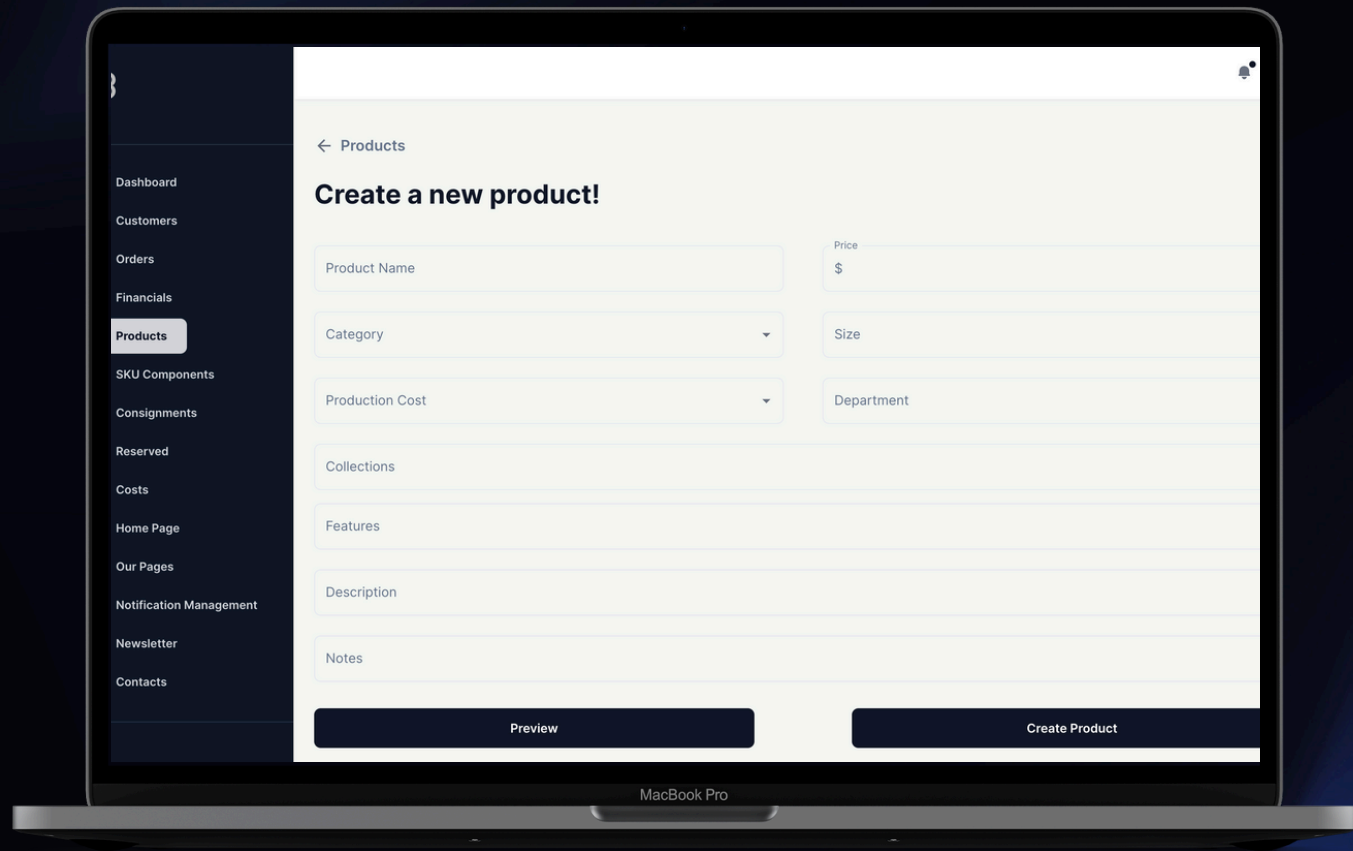 Dashboard
Customers
Orders
Financials
Products
SKU Components
Consignments
Reserved
Costs
Home Page
Our Pages
Notification Management
Newsletter
Contacts
Products
Create a new product!
Product Name
Price
$
Category
Size
Production Cost
Department
Collections
Features
Description
Notes
Preview
Create Product
MacBook Pro